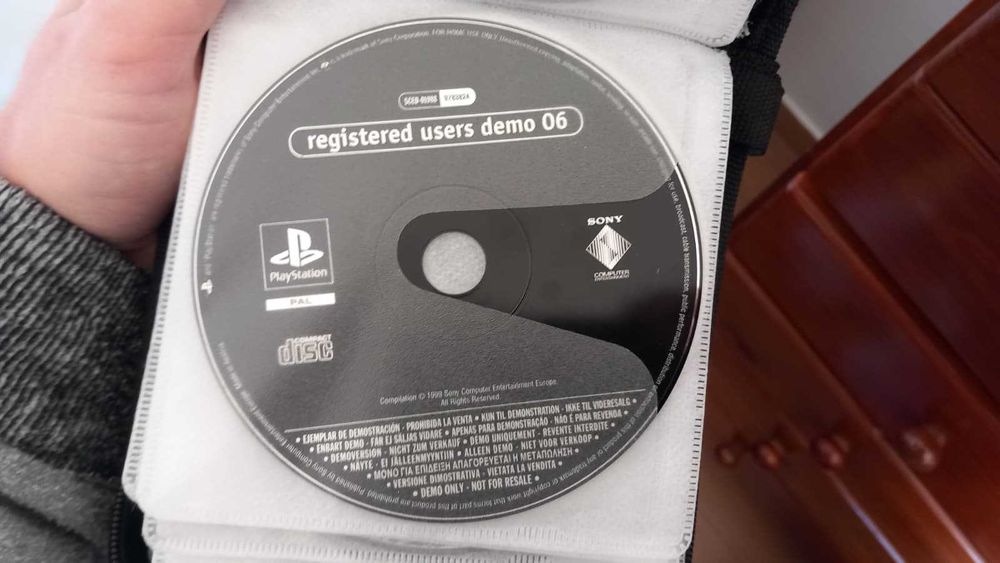 registered users demo 06
PlayStation
PAL
SONY
COMPUTER
ENTERTAINMENT
COMPACT
disc
Compilation © 1999 Sony Computer Entertainment Europe.
All Rights Reserved.
• EJEMPLAR DE DEMOSTRACIÓN - PROHIBIDA LA VENTA • KUN TIL DEMONSTRATION - IKKE TIL VIDERESALG •
ENBART DEMO - FÅR EJ SÄLJAS VIDARE • APENAS PARA DEMONSTRAÇÃO - NÃO É PARA REVENDA •
• DEMOVERSION - NICHT ZUM VERKAUF • DEMO UNIQUEMENT - REVENTE INTERDITE •
• NÄYTE - EI JÄLLEENMYYNTIIN • ALLEEN DEMO - NIET VOOR VERKOOP •
• ΜΟΝΟ ΓΙΑ ΕΠΙΔΕΙΞΗ ΑΠΑΓΟΡΕΥΕΤΑΙ Η ΜΕΤΑΠΩΛΗΣΗ •
• VERSIONE DIMOSTRATIVA - VIETATA LA VENDITA •
• DEMO ONLY - NOT FOR RESALE •